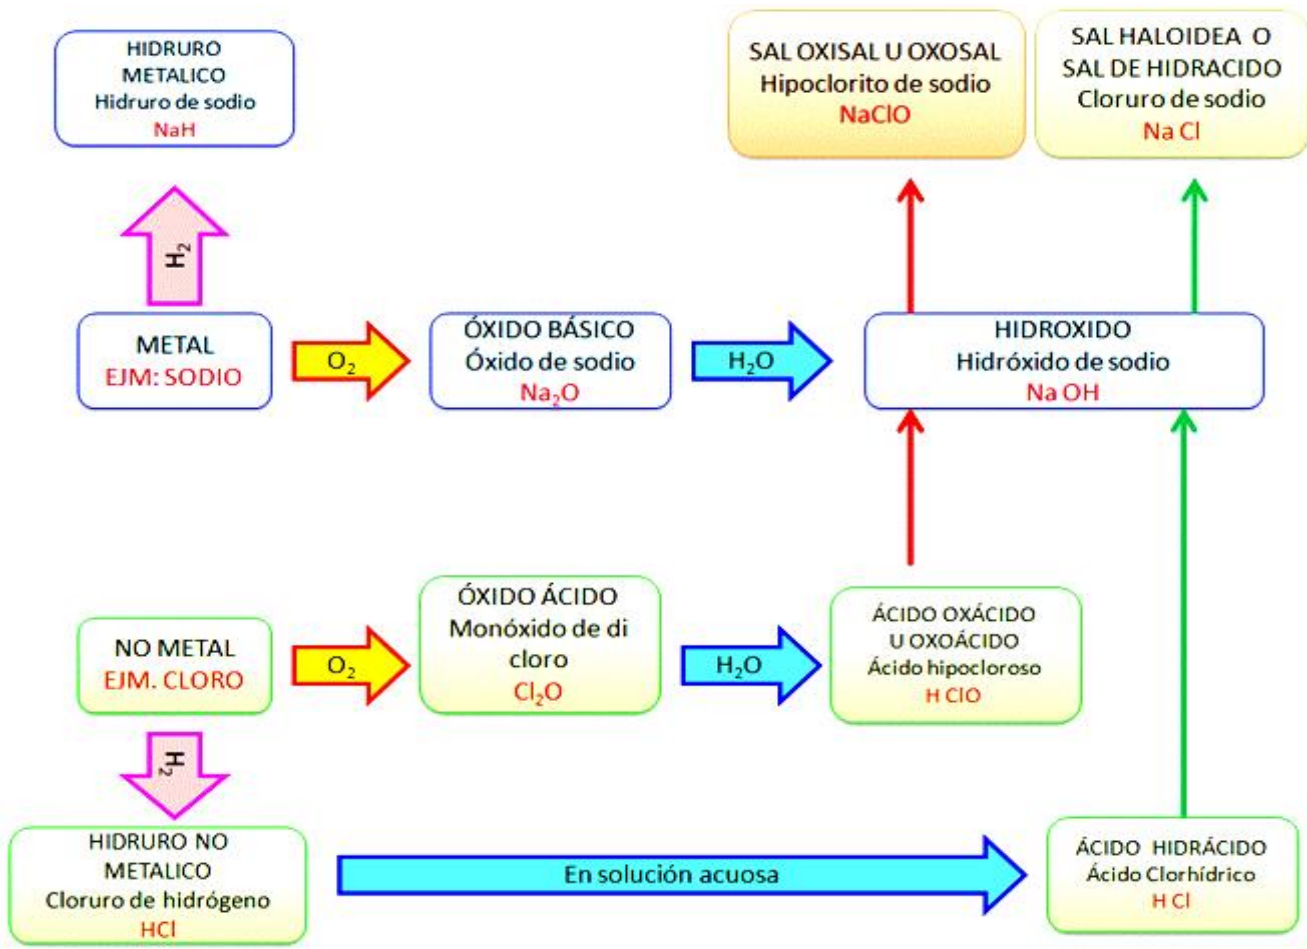 HIDRURO
METALICO
Hidruro de sodio
NaH
SAL OXISAL U OXOSAL
Hipoclorito de sodio
NaClO
SAL HALOIDEA O
SAL DE HIDRACIDO
Cloruro de sodio
Na Cl
H₂
METAL
EJM: SODIO
O₂
ÓXIDO BÁSICO
Óxido de sodio
Na₂O
H₂O
HIDROXIDO
Hidróxido de sodio
Na OH
NO METAL
EJM. CLORO
O₂
ÓXIDO ÁCIDO
Monóxido de di
cloro
Cl₂O
H₂O
ÁCIDO OXÁCIDO
U OXOÁCIDO
Ácido hipocloroso
H ClO
H₂
HIDRURO NO
METALICO
Cloruro de hidrógeno
HCl
En solución acuosa
ÁCIDO HIDRÁCIDO
Ácido Clorhídrico
H Cl